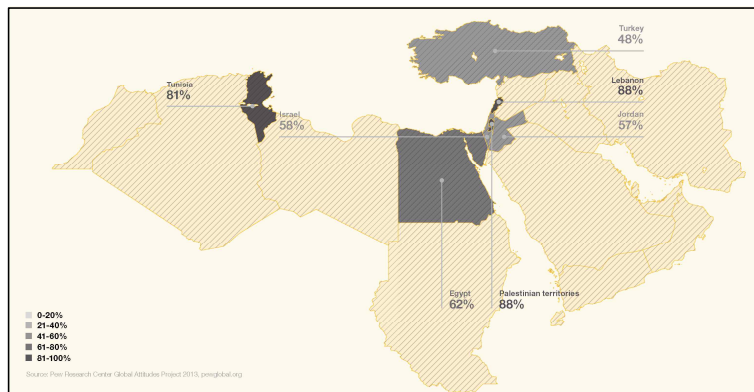 Turkey
48%
Tunisia
81%
Lebanon
88%
Israel
58%
Jordan
57%
Egypt
62%
Palestinian territories
88%
0-20%
21-40%
41-60%
61-80%
81-100%
Source: Pew Research Center Global Attitudes Project 2013, pewglobal.org